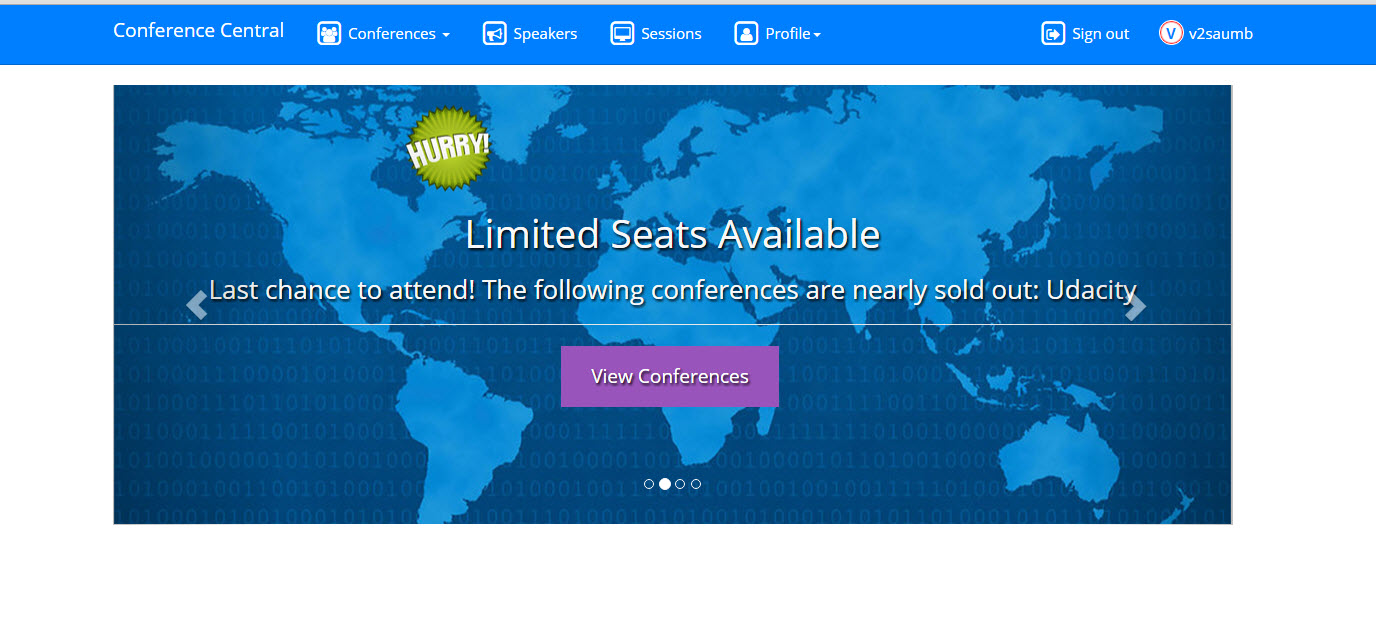 Conference Central Conferences Speakers Sessions Profile Sign out V v2saumb
HURRY!
Limited Seats Available
Last chance to attend! The following conferences are nearly sold out: Udacity
View Conferences